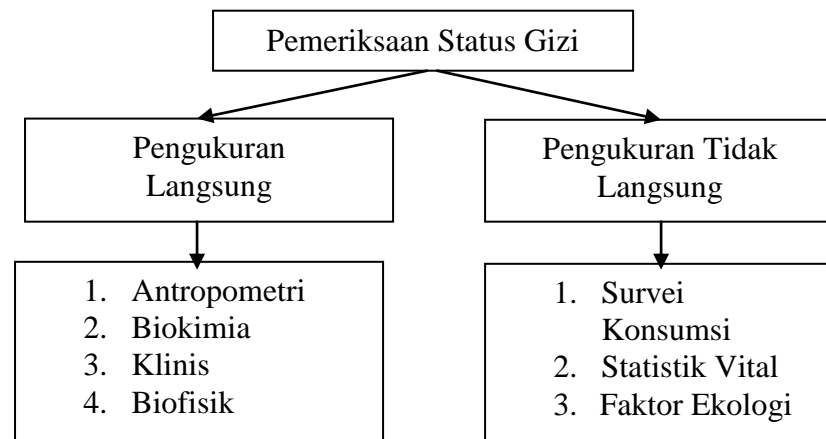 Pemeriksaan Status Gizi
Pengukuran
Langsung
Pengukuran Tidak
Langsung
1. Antropometri
2. Biokimia
3. Klinis
4. Biofisik
1. Survei
Konsumsi
2. Statistik Vital
3. Faktor Ekologi